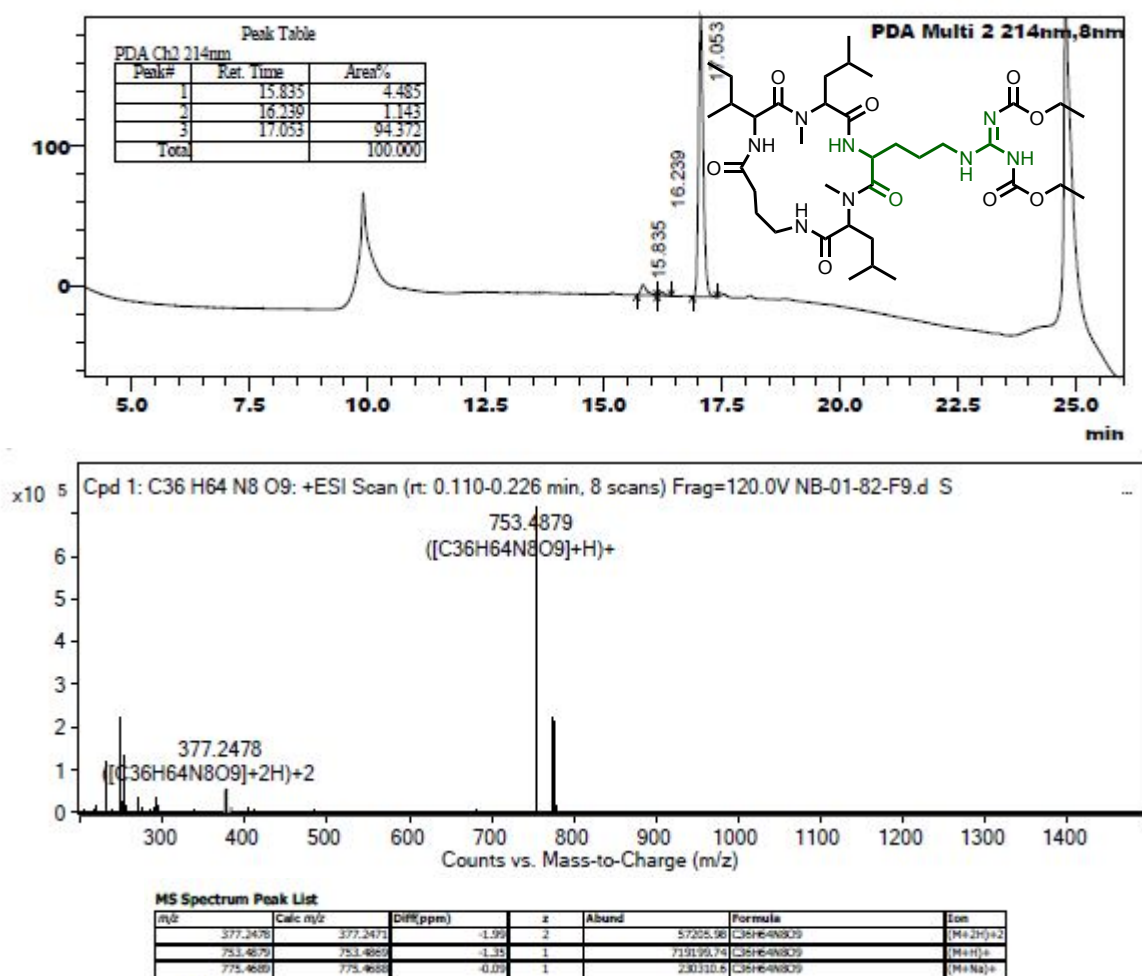 Peak Table
PDA Ch2 214nm
Peak# Ret. Time Area%
1 15.835 4.485
2 16.239 1.143
3 17.053 94.372
Total 100.000
PDA Multi 2 214nm,8nm
17.053
16.239
15.835
100
0
5.0 7.5 10.0 12.5 15.0 17.5 20.0 22.5 25.0
min
O N O O NH O N H N H NH O O O O N O N H O O
x10 5
Cpd 1: C36 H64 N8 O9: +ESI Scan (rt: 0.110-0.226 min, 8 scans) Frag=120.0V NB-01-82-F9.d S ...
753.4879
([C36H64N8O9]+H)+
6
5
4
3
2
377.2478
([C36H64N8O9]+2H)+2
1
0
300 400 500 600 700 800 900 1000 1100 1200 1300 1400
Counts vs. Mass-to-Charge (m/z)
MS Spectrum Peak List
m/z Calc m/z Diff(ppm) z Abund Formula Ion
377.2478 377.2471 -1.99 2 57205.98 C36H64N8O9 (M+2H)+2
753.4879 753.4869 -1.35 1 719199.74 C36H64N8O9 (M+H)+
775.4689 775.4688 -0.09 1 230310.6 C36H64N8O9 (M+Na)+